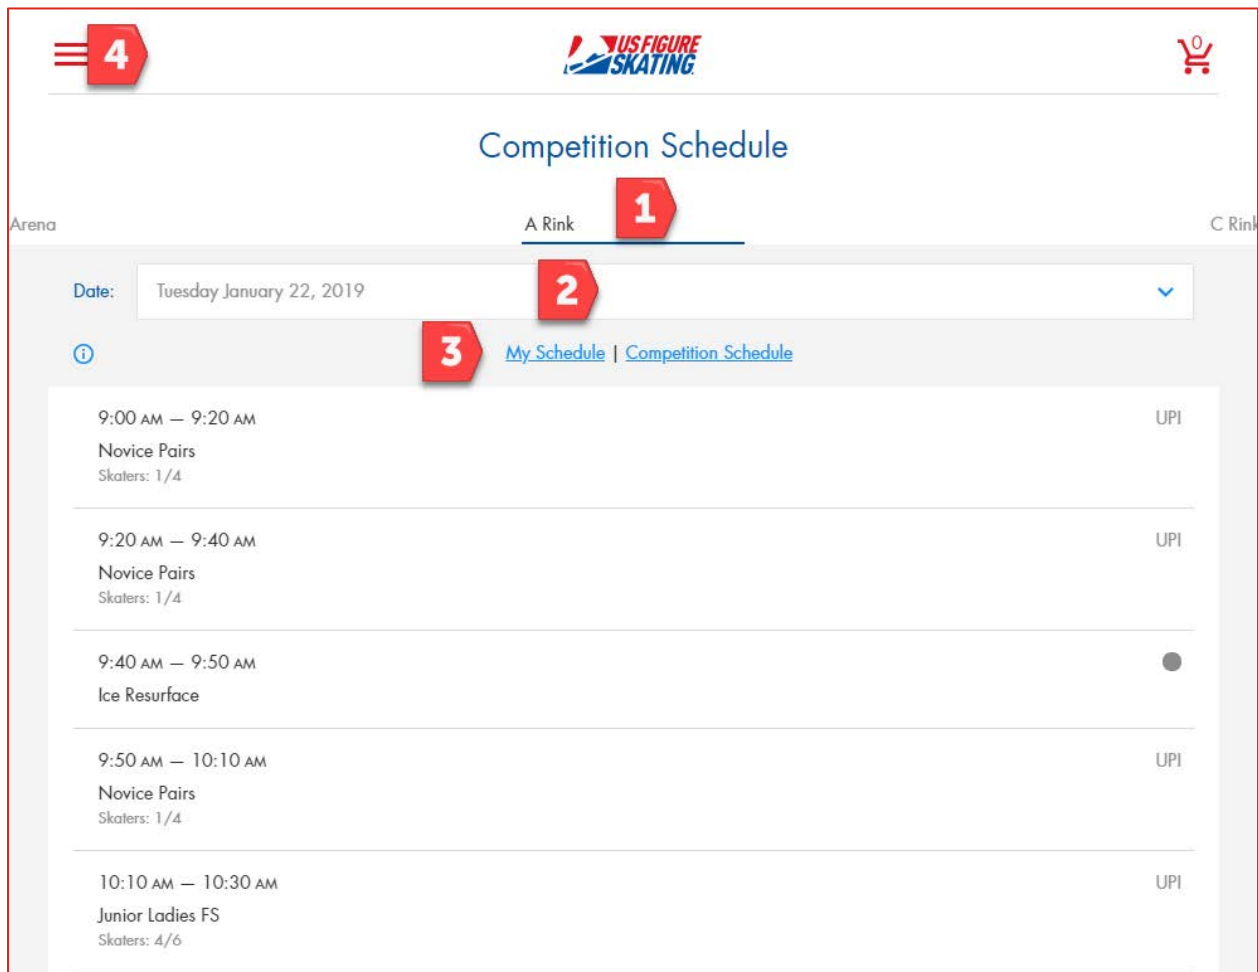 4
US FIGURE
SKATING
0
Competition Schedule
1
Arena A Rink C Rink
Date: Tuesday January 22, 2019 2
3 My Schedule | Competition Schedule
9:00 AM — 9:20 AM UPI
Novice Pairs
Skaters: 1/4
9:20 AM — 9:40 AM UPI
Novice Pairs
Skaters: 1/4
9:40 AM — 9:50 AM
Ice Resurface
9:50 AM — 10:10 AM UPI
Novice Pairs
Skaters: 1/4
10:10 AM — 10:30 AM UPI
Junior Ladies FS
Skaters: 4/6